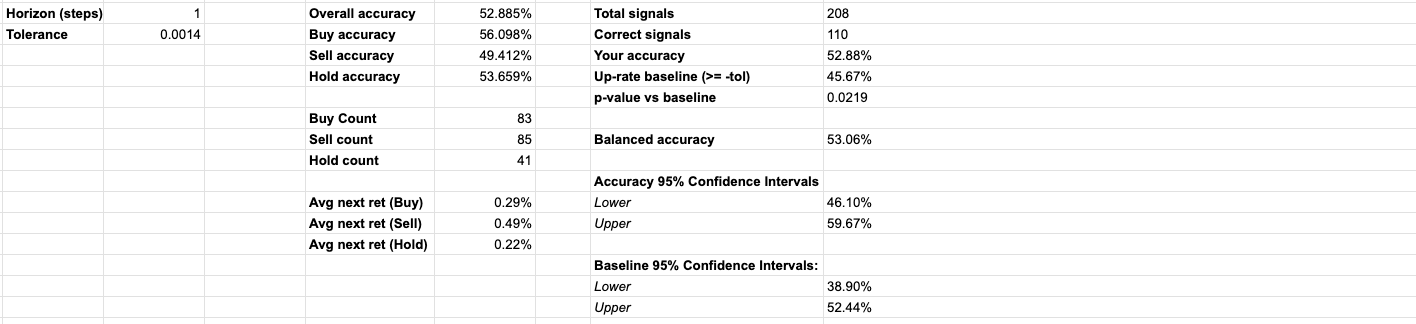 Horizon (steps) 1 Overall accuracy 52.885% Total signals 208
Tolerance 0.0014 Buy accuracy 56.098% Correct signals 110
Sell accuracy 49.412% Your accuracy 52.88%
Hold accuracy 53.659% Up-rate baseline (>= -tol) 45.67%
p-value vs baseline 0.0219
Buy Count 83
Sell count 85 Balanced accuracy 53.06%
Hold count 41
Accuracy 95% Confidence Intervals
Avg next ret (Buy) 0.29% Lower 46.10%
Avg next ret (Sell) 0.49% Upper 59.67%
Avg next ret (Hold) 0.22%
Baseline 95% Confidence Intervals:
Lower 38.90%
Upper 52.44%